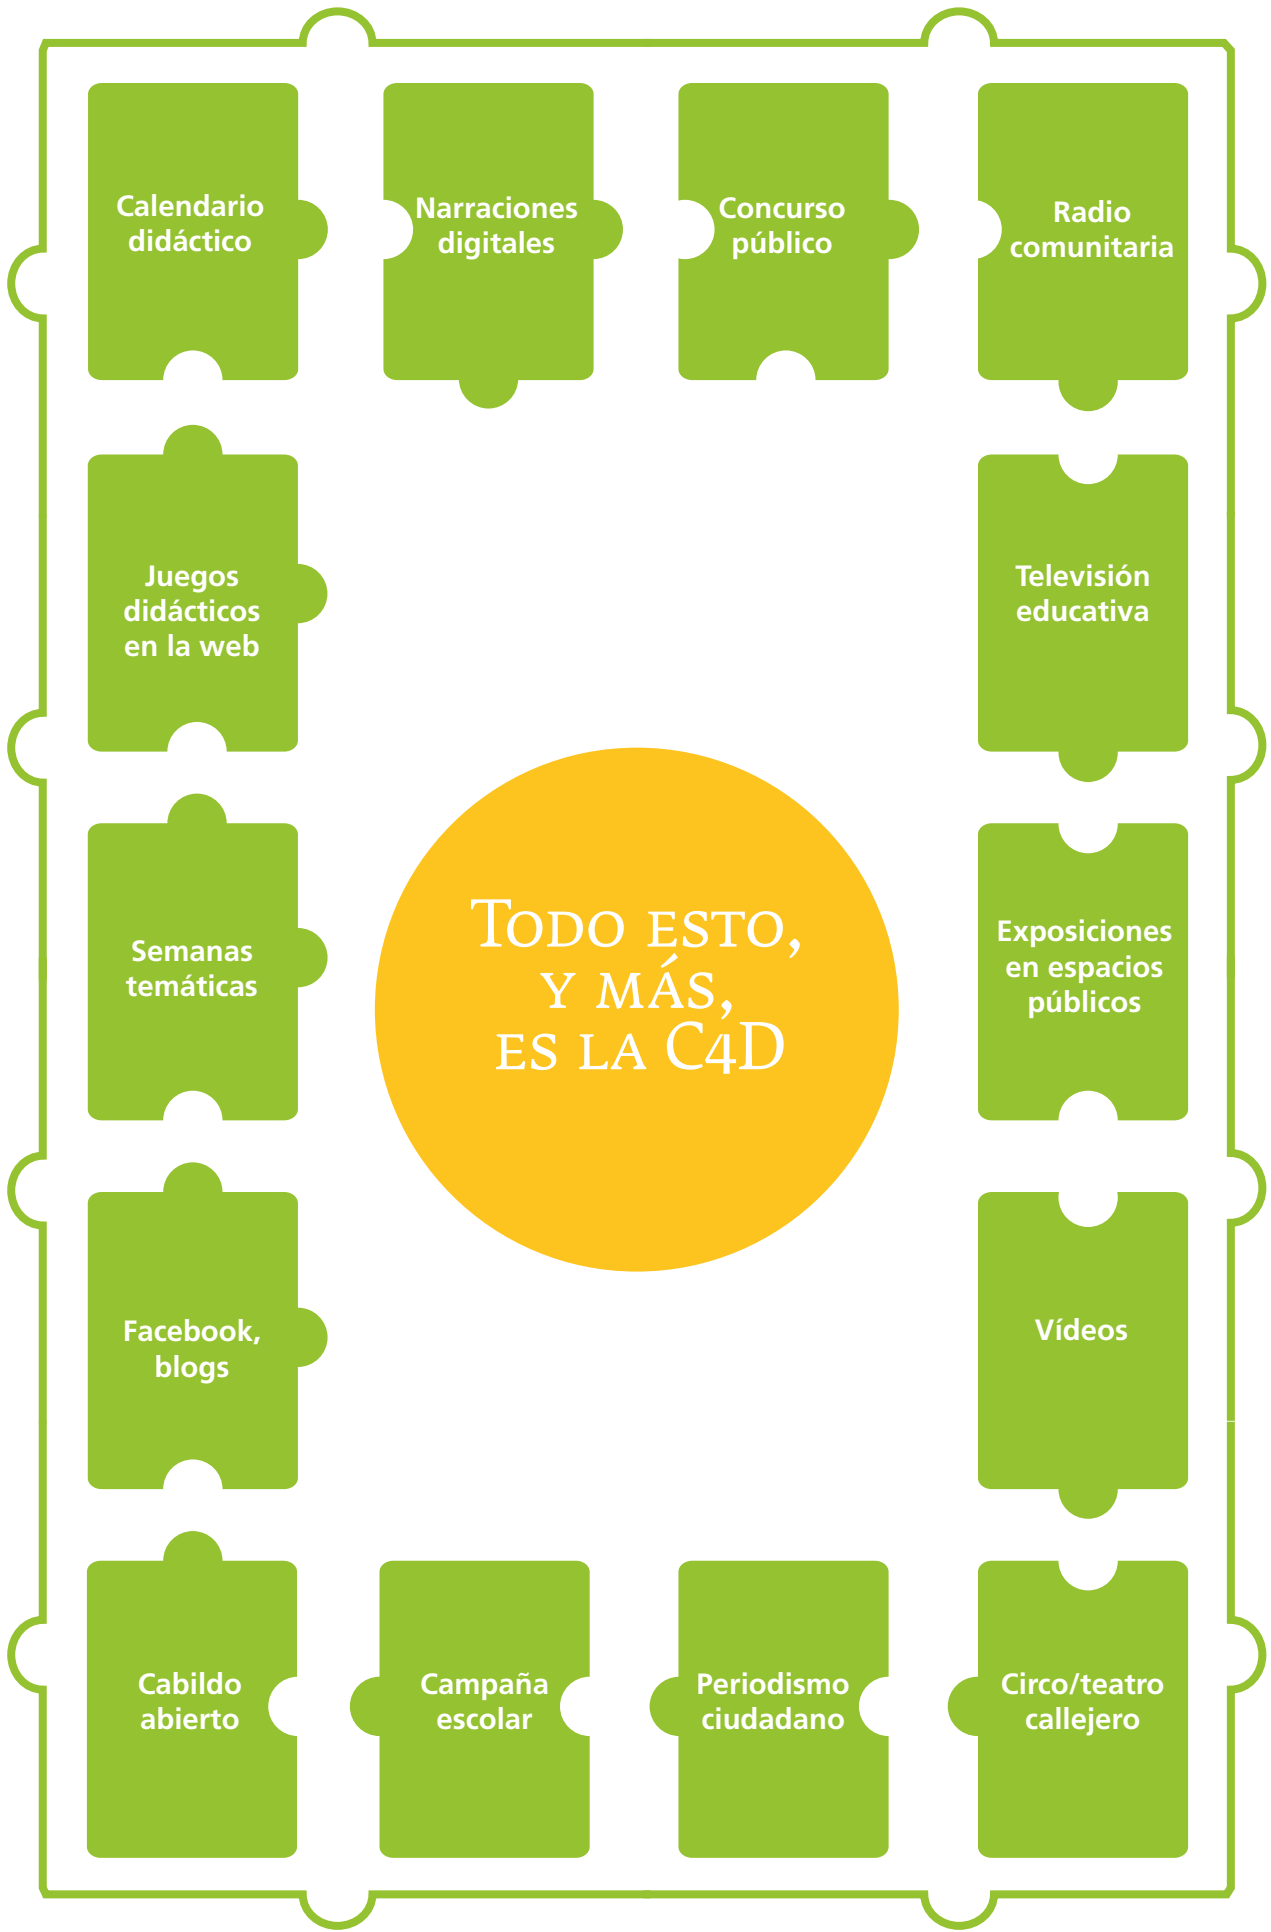 Calendario
didáctico
Narraciones
digitales
Concurso
público
Radio
comunitaria
Juegos
didácticos
en la web
Televisión
educativa
Semanas
temáticas
Todo esto,
y más,
es la C4D
Exposiciones
en espacios
públicos
Facebook,
blogs
Vídeos
Cabildo
abierto
Campaña
escolar
Periodismo
ciudadano
Circo/teatro
callejero